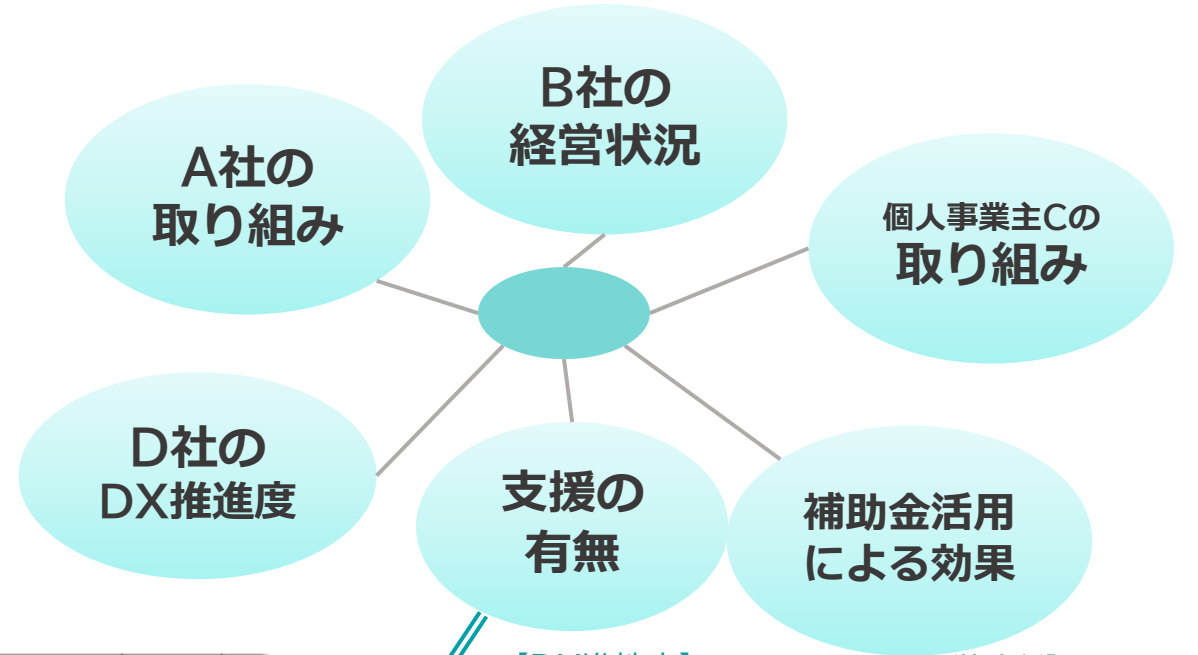 B社の
経営状況
A社の
取り組み
個人事業主Cの
取り組み
D社の
DX推進度
支援の
有無
補助金活用
による効果